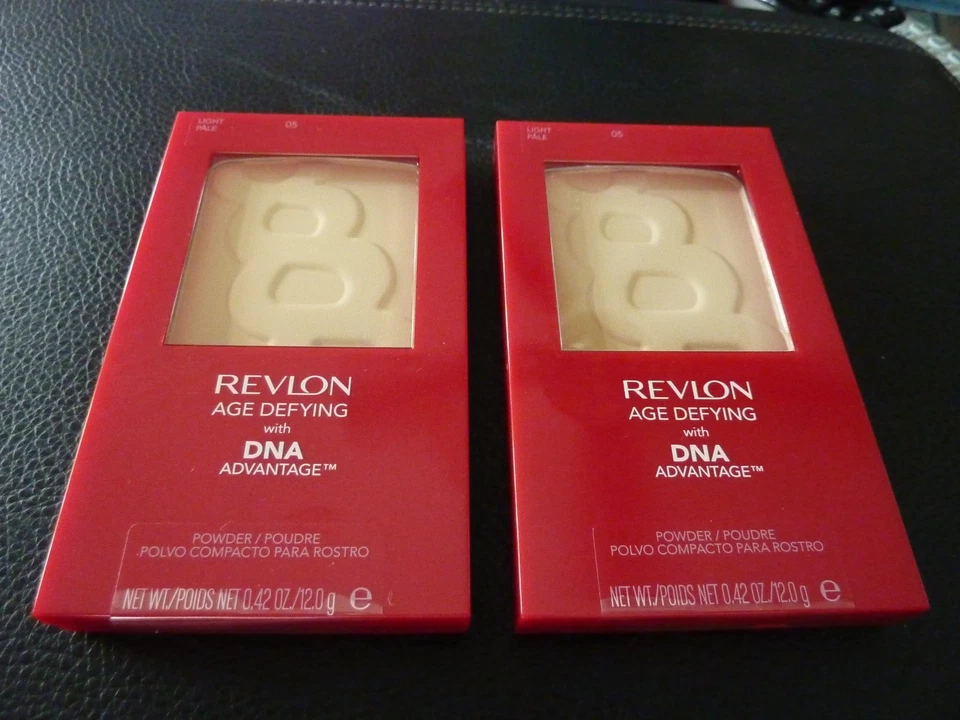 LIGHT
PALE
05
REVLON
AGE DEFYING
with
DNA
ADVANTAGE™
POWDER / POUDRE
POLVO COMPACTO PARA ROSTRO
NET WT./POIDS NET 0.42 OZ./12.0 g ℮
LIGHT
PALE
05
REVLON
AGE DEFYING
with
DNA
ADVANTAGE™
POWDER / POUDRE
POLVO COMPACTO PARA ROSTRO
NET WT./POIDS NET 0.42 OZ./12.0 g ℮